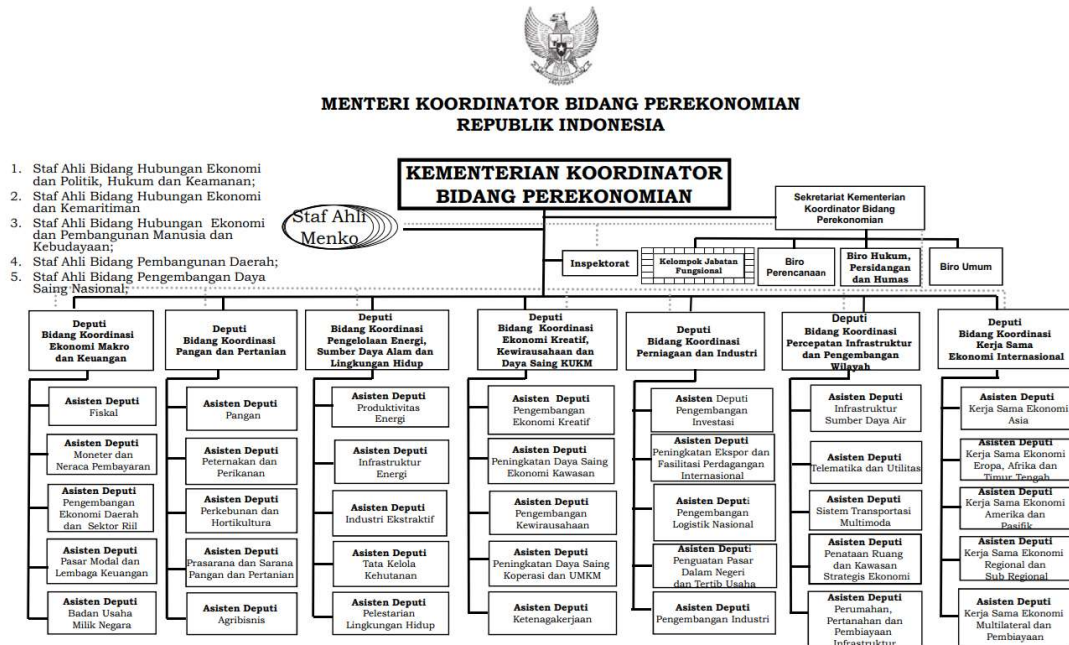 MENTERI KOORDINATOR BIDANG PEREKONOMIAN
REPUBLIK INDONESIA
1. Staf Ahli Bidang Hubungan Ekonomi
dan Politik, Hukum dan Keamanan;
2. Staf Ahli Bidang Hubungan Ekonomi
dan Kemaritiman
3. Staf Ahli Bidang Hubungan Ekonomi
dan Pembangunan Manusia dan
Kebudayaan;
4. Staf Ahli Bidang Pembangunan Daerah;
5. Staf Ahli Bidang Pengembangan Daya
Saing Nasional;
KEMENTERIAN KOORDINATOR
BIDANG PEREKONOMIAN
Staf Ahli
Menko
Sekretariat Kementerian
Koordinator Bidang
Perekonomian
Inspektorat
Kelompok Jabatan
Fungsional
Biro
Perencanaan
Biro Hukum,
Persidangan
dan Humas
Biro Umum
Deputi
Bidang Koordinasi
Ekonomi Makro
dan Keuangan
Asisten Deputi
Fiskal
Asisten Deputi
Moneter dan
Neraca Pembayaran
Asisten Deputi
Pengembangan
Ekonomi Daerah
dan Sektor Riil
Asisten Deputi
Pasar Modal dan
Lembaga Keuangan
Asisten Deputi
Badan Usaha
Milik Negara
Deputi
Bidang Koordinasi
Pangan dan Pertanian
Asisten Deputi
Pangan
Asisten Deputi
Peternakan dan
Perikanan
Asisten Deputi
Perkebunan dan
Hortikultura
Asisten Deputi
Prasarana dan Sarana
Pangan dan Pertanian
Asisten Deputi
Agribisnis
Deputi
Bidang Koordinasi
Pengelolaan Energi,
Sumber Daya Alam dan
Lingkungan Hidup
Asisten Deputi
Produktivitas
Energi
Asisten Deputi
Infrastruktur
Energi
Asisten Deputi
Industri Ekstraktif
Asisten Deputi
Tata Kelola
Kehutanan
Asisten Deputi
Pelestarian
Lingkungan Hidup
Deputi
Bidang Koordinasi
Ekonomi Kreatif,
Kewirausahaan dan
Daya Saing KUKM
Asisten Deputi
Pengembangan
Ekonomi Kreatif
Asisten Deputi
Peningkatan Daya Saing
Ekonomi Kawasan
Asisten Deputi
Pengembangan
Kewirausahaan
Asisten Deputi
Peningkatan Daya Saing
Koperasi dan UMKM
Asisten Deputi
Ketenagakerjaan
Deputi
Bidang Koordinasi
Perniagaan dan Industri
Asisten Deputi
Pengembangan
Investasi
Asisten Deputi
Peningkatan Ekspor dan
Fasilitasi Perdagangan
Internasional
Asisten Deputi
Pengembangan
Logistik Nasional
Asisten Deputi
Penguatan Pasar
Dalam Negeri
dan Tertib Usaha
Asisten Deputi
Pengembangan Industri
Deputi
Bidang Koordinasi
Percepatan Infrastruktur
dan Pengembangan
Wilayah
Asisten Deputi
Infrastruktur
Sumber Daya Air
Asisten Deputi
Telematika dan Utilitas
Asisten Deputi
Sistem Transportasi
Multimoda
Asisten Deputi
Penataan Ruang
dan Kawasan
Strategis Ekonomi
Asisten Deputi
Perumahan,
Pertanahan dan
Pembiayaan
Infrastruktur
Deputi
Bidang Koordinasi
Kerja Sama
Ekonomi Internasional
Asisten Deputi
Kerja Sama Ekonomi
Asia
Asisten Deputi
Kerja Sama Ekonomi
Eropa, Afrika dan
Timur Tengah
Asisten Deputi
Kerja Sama Ekonomi
Amerika dan
Pasifik
Asisten Deputi
Kerja Sama Ekonomi
Regional dan
Sub Regional
Asisten Deputi
Kerja Sama Ekonomi
Multilateral dan
Pembiayaan